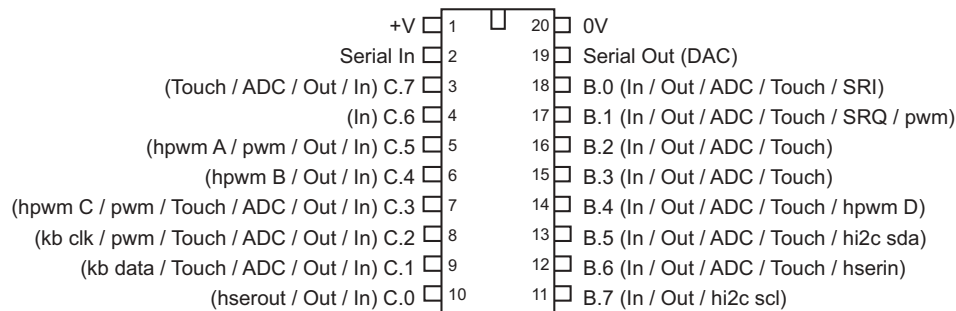 +V 1 20 0V
Serial In 2 19 Serial Out (DAC)
(Touch / ADC / Out / In) C.7 3 18 B.0 (In / Out / ADC / Touch / SRI)
(In) C.6 4 17 B.1 (In / Out / ADC / Touch / SRQ / pwm)
(hpwm A / pwm / Out / In) C.5 5 16 B.2 (In / Out / ADC / Touch)
(hpwm B / Out / In) C.4 6 15 B.3 (In / Out / ADC / Touch)
(hpwm C / pwm / Touch / ADC / Out / In) C.3 7 14 B.4 (In / Out / ADC / Touch / hpwm D)
(kb clk / pwm / Touch / ADC / Out / In) C.2 8 13 B.5 (In / Out / ADC / Touch / hi2c sda)
(kb data / Touch / ADC / Out / In) C.1 9 12 B.6 (In / Out / ADC / Touch / hserin)
(hserout / Out / In) C.0 10 11 B.7 (In / Out / hi2c scl)